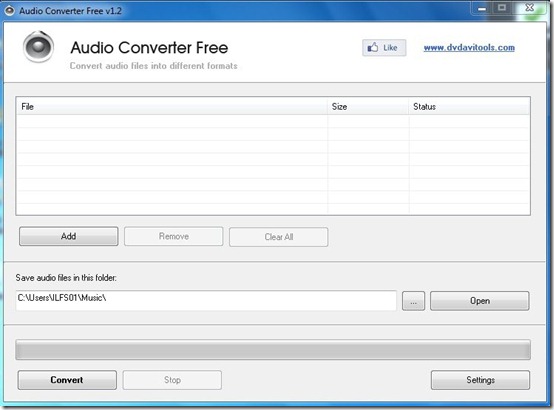 Audio Converter Free v1.2
Audio Converter Free
Convert audio files into different formats
Like
www.dvdavitools.com
File Size Status
Add Remove Clear All
Save audio files in this folder:
C:\Users\ILFS01\Music\
... Open
Convert Stop Settings